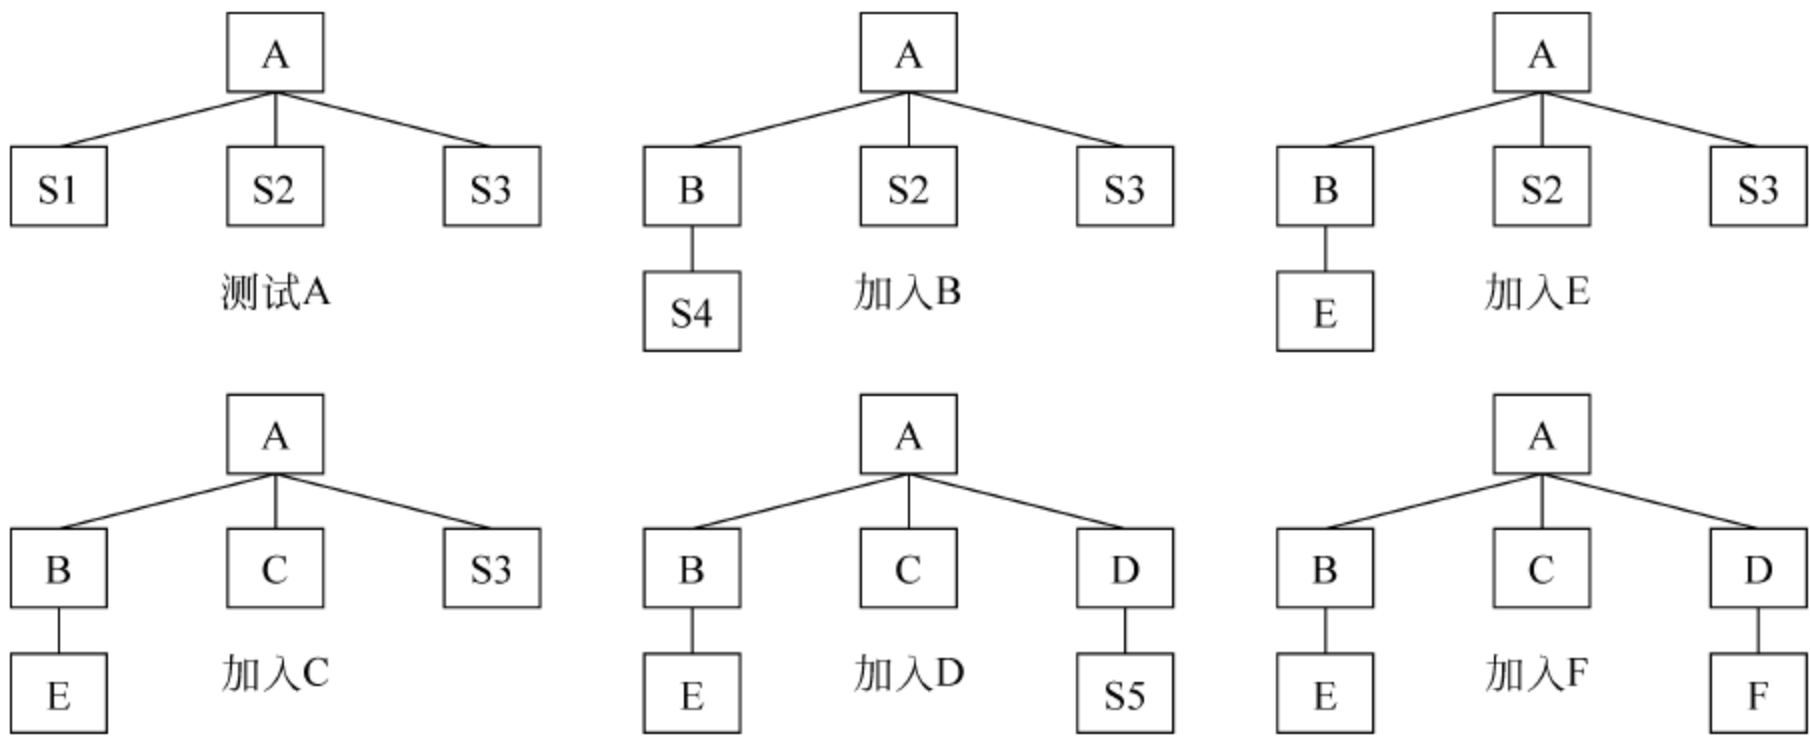 A A A
S1 S2 S3 B S2 S3 B S2 S3
测试A 加入B 加入E
S4 E
A A A
B C S3 B C D B C D
加入C 加入D 加入F
E E S5 E F